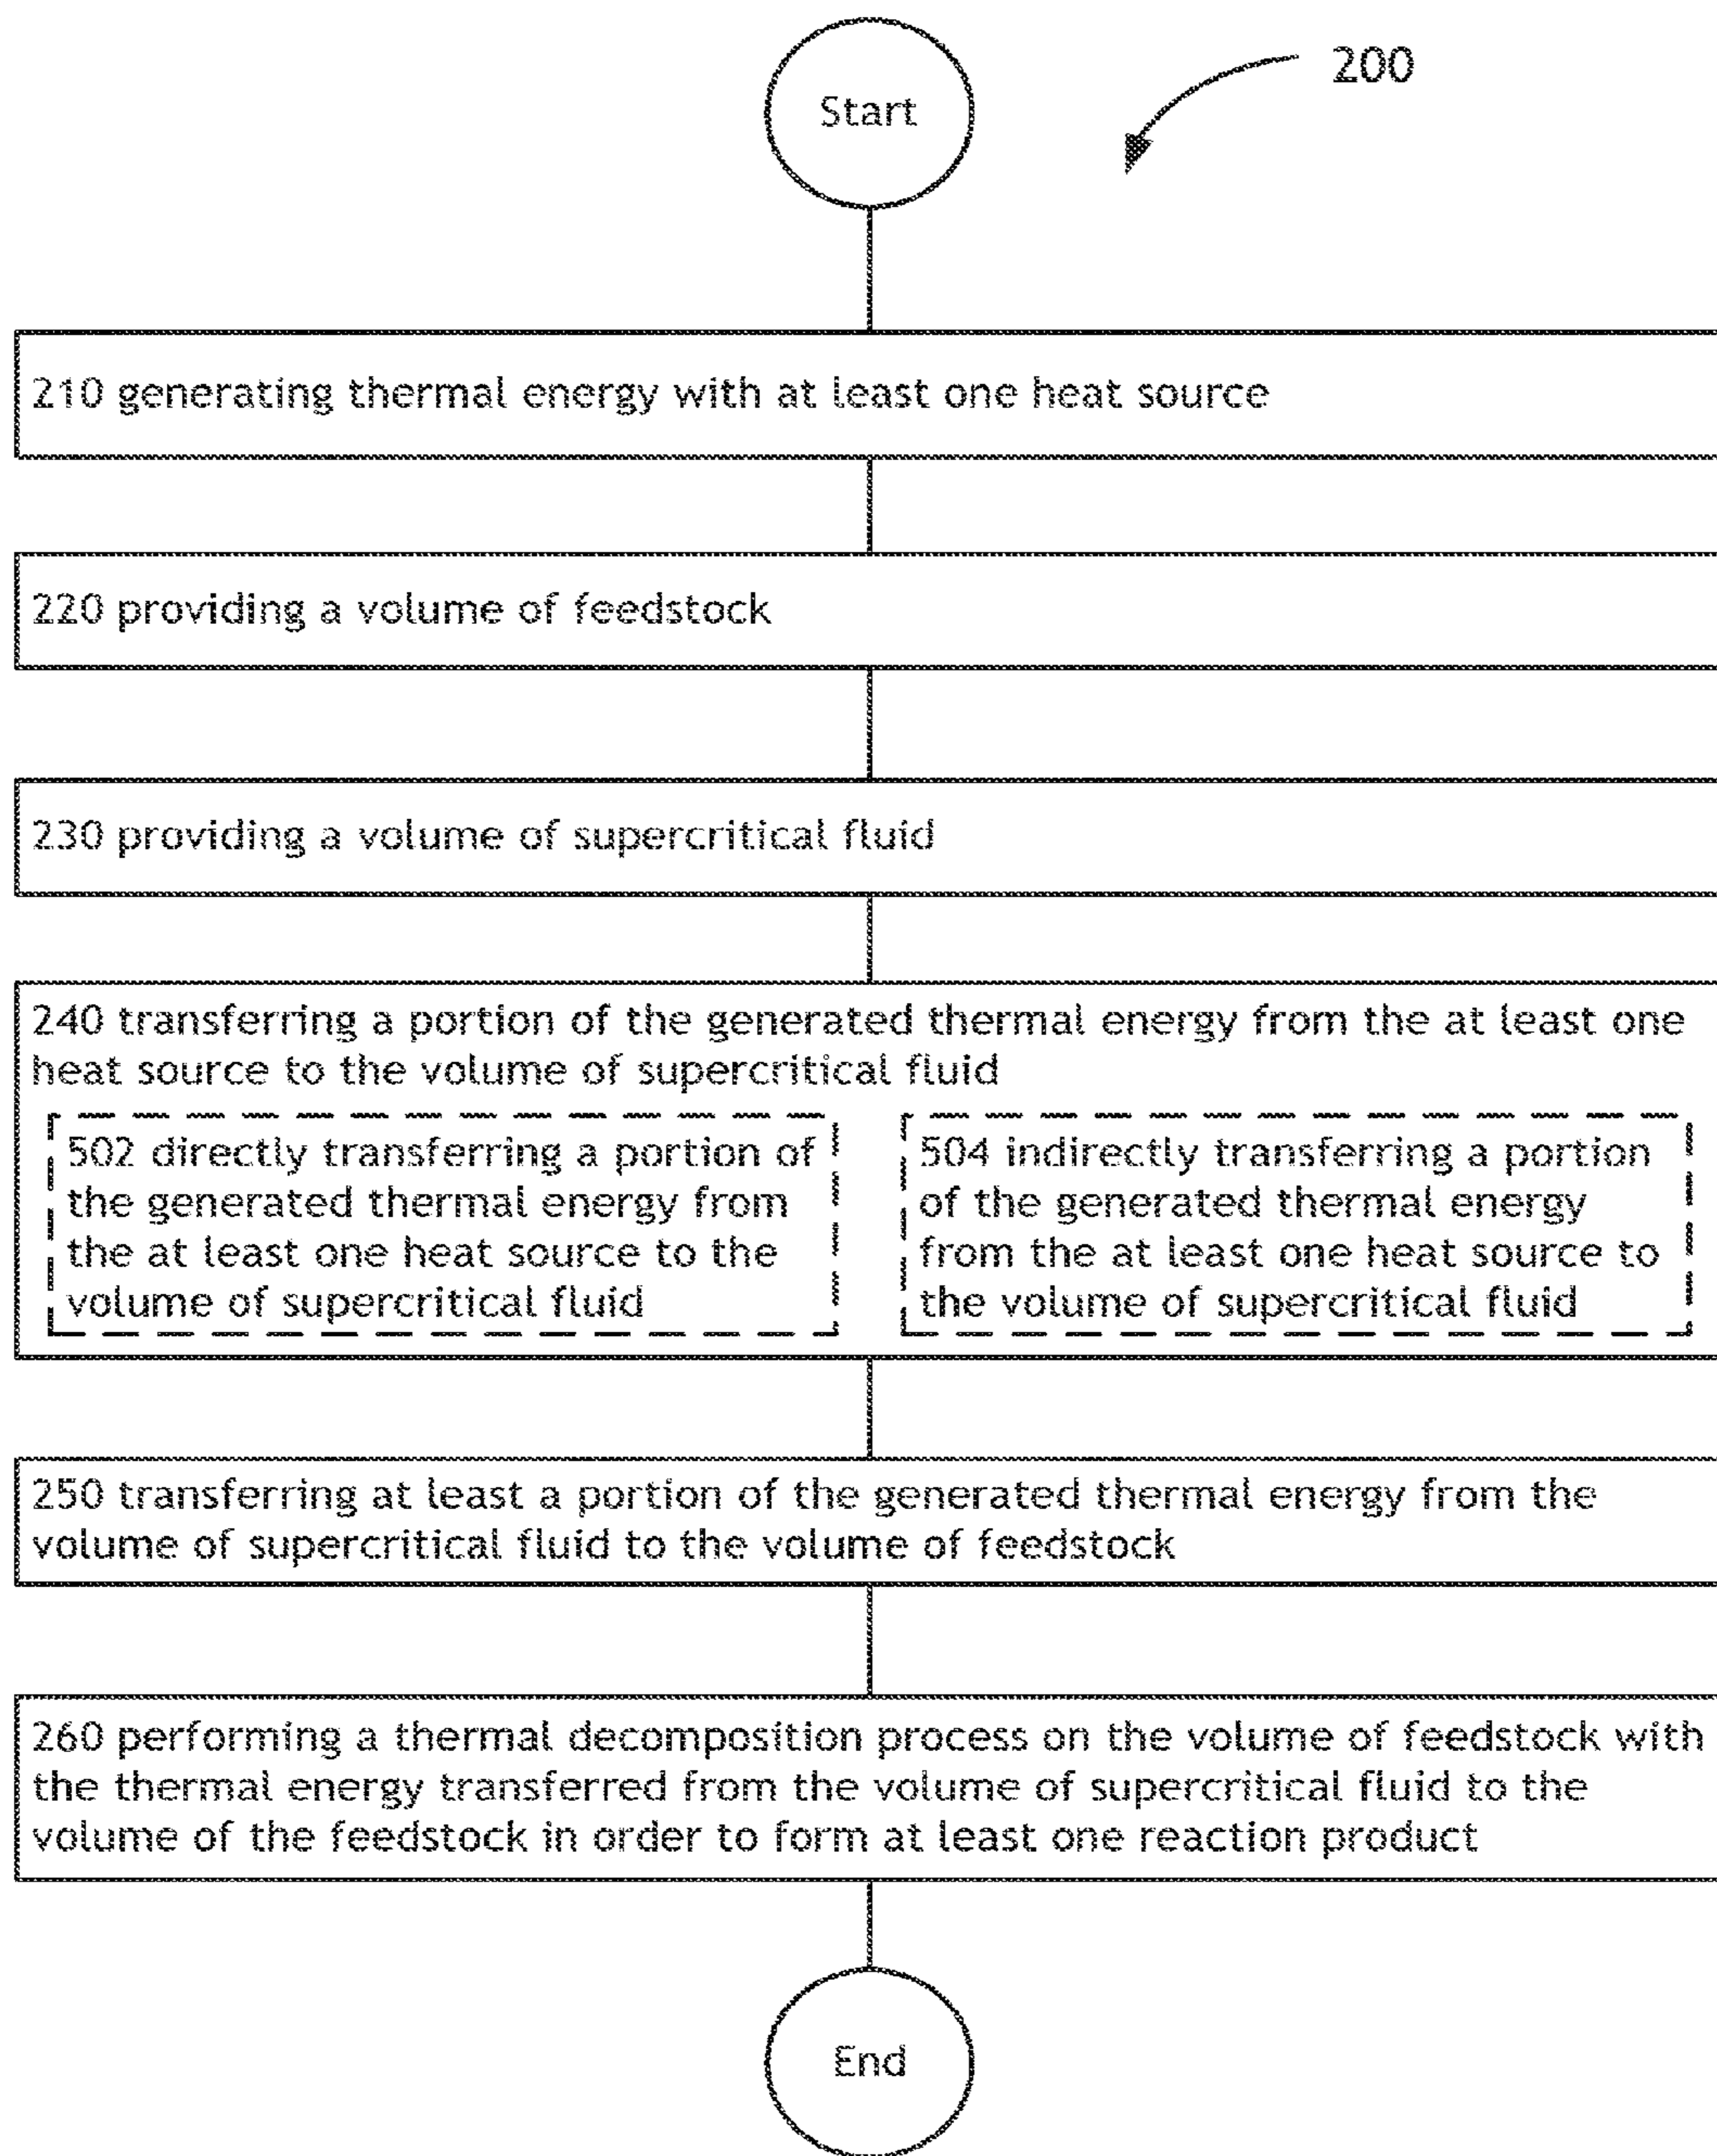 Start
200
210 generating thermal energy with at least one heat source
220 providing a volume of feedstock
230 providing a volume of supercritical fluid
240 transferring a portion of the generated thermal energy from the at least one
heat source to the volume of supercritical fluid
502 directly transferring a portion of
the generated thermal energy from
the at least one heat source to the
volume of supercritical fluid
504 indirectly transferring a portion
of the generated thermal energy
from the at least one heat source to
the volume of supercritical fluid
250 transferring at least a portion of the generated thermal energy from the
volume of supercritical fluid to the volume of feedstock
260 performing a thermal decomposition process on the volume of feedstock with
the thermal energy transferred from the volume of supercritical fluid to the
volume of the feedstock in order to form at least one reaction product
End